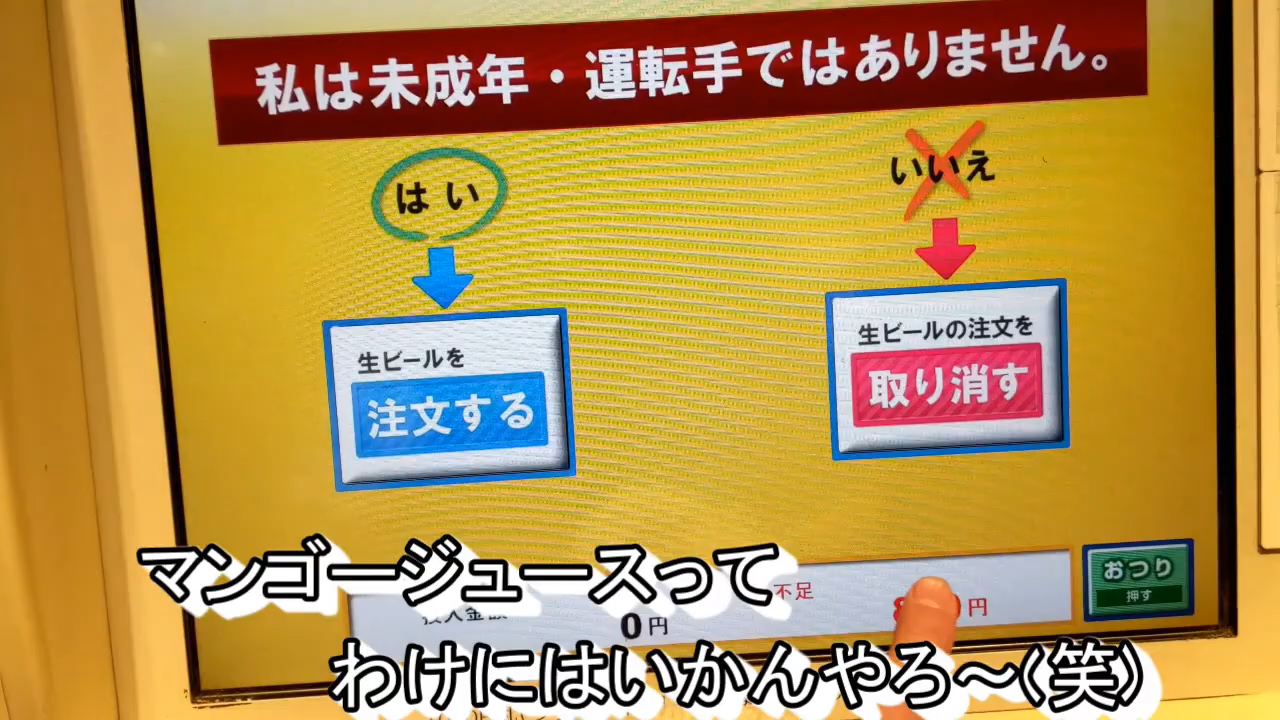 私は未成年・運転手ではありません。
はい
いいえ
生ビールを
注文する
生ビールの注文を
取り消す
おつり
押す
不足
円
0円
マンゴージュースって
わけにはいかんやろ〜(笑)